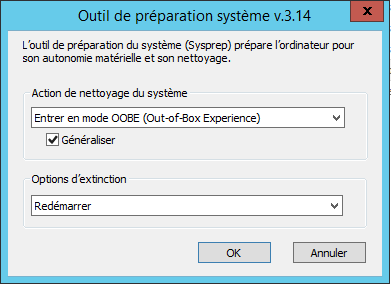 Outil de préparation système v.3.14
L'outil de préparation du système (Sysprep) prépare l'ordinateur pour
son autonomie matérielle et son nettoyage.
Action de nettoyage du système
Entrer en mode OOBE (Out-of-Box Experience)
Généraliser
Options d'extinction
Redémarrer
OK
Annuler